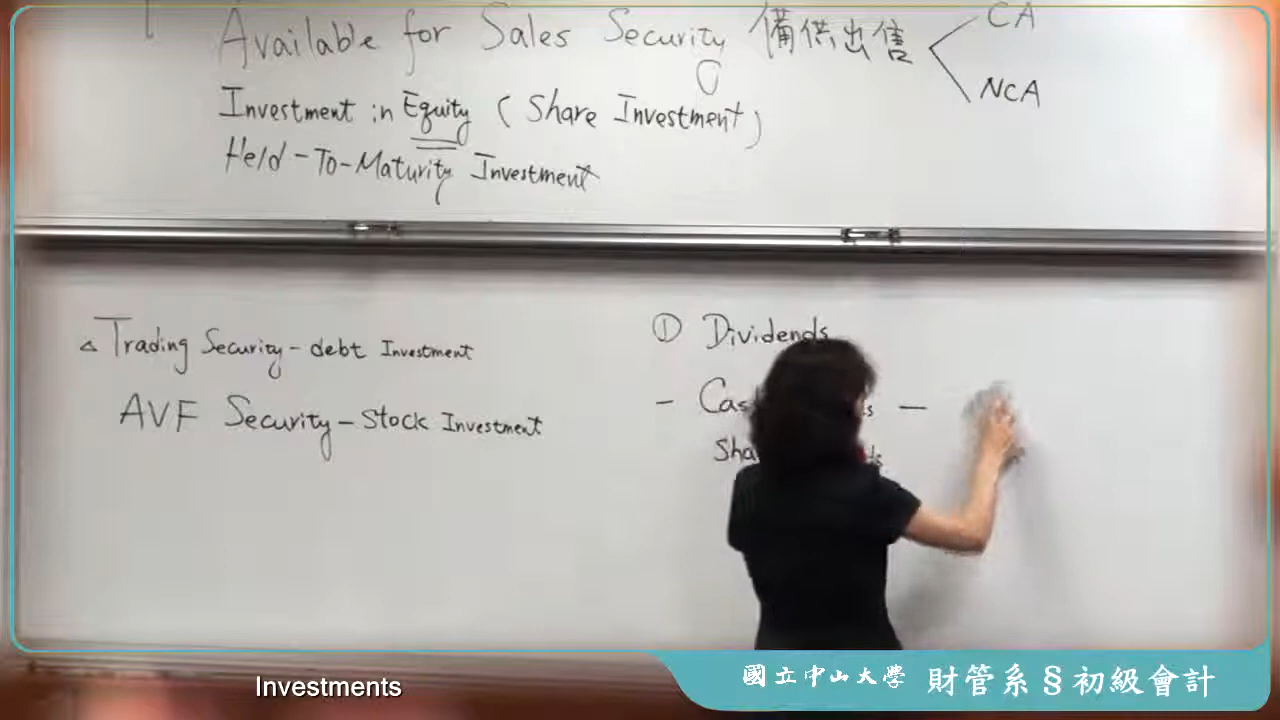 Available for Sales Security 備供出售
CA
NCA
Investment in Equity (Share Investment)
Held-To-Maturity Investment
△ Trading Security - debt Investment
AVF Security - Stock Investment
① Dividends
- Cas s —
Sha
Investments
國立中山大學 財管系§初級會計